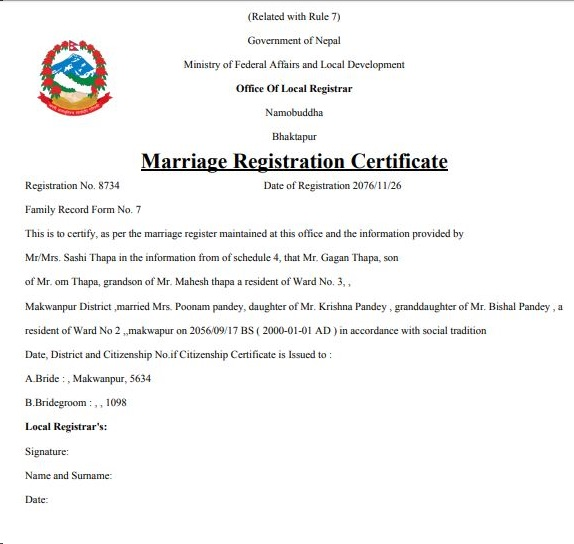 (Related with Rule 7)
Government of Nepal
Ministry of Federal Affairs and Local Development
Office Of Local Registrar
Namobuddha
Bhaktapur
Marriage Registration Certificate
Registration No. 8734 Date of Registration 2076/11/26
Family Record Form No. 7
This is to certify, as per the marriage register maintained at this office and the information provided by
Mr/Mrs. Sashi Thapa in the information from of schedule 4, that Mr. Gagan Thapa, son
of Mr. om Thapa, grandson of Mr. Mahesh thapa a resident of Ward No. 3, ,
Makwanpur District ,married Mrs. Poonam pandey, daughter of Mr. Krishna Pandey , granddaughter of Mr. Bishal Pandey , a
resident of Ward No 2 ,,makwapur on 2056/09/17 BS ( 2000-01-01 AD ) in accordance with social tradition
Date, District and Citizenship No.if Citizenship Certificate is Issued to :
A.Bride : , Makwanpur, 5634
B.Bridegroom : , , 1098
Local Registrar's:
Signature:
Name and Surname:
Date: